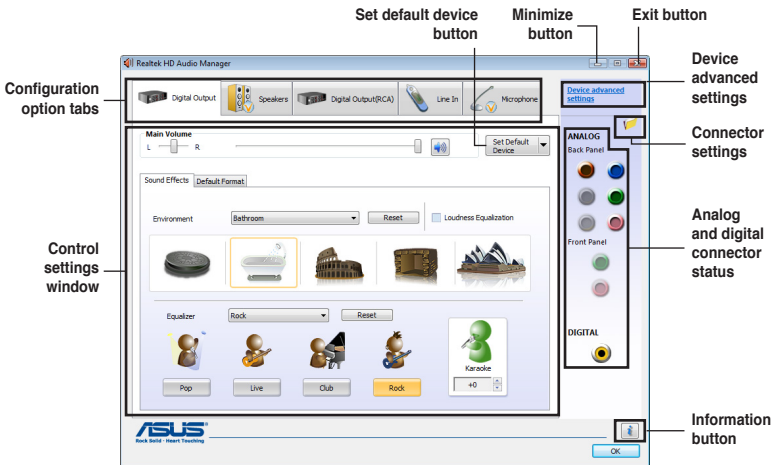 Set default device
button
Minimize
button
Exit button
Realtek HD Audio Manager
Device
advanced
settings
Configuration
option tabs
Digital Output
Speakers
Digital Output(RCA)
Line In
Microphone
Device advanced
settings
Connector
settings
Main Volume
L
R
Set Default
Device
ANALOG
Back Panel
Sound Effects
Default Format
Environment
Bathroom
Reset
Loudness Equalization
Control
settings
window
Front Panel
Analog
and digital
connector
status
Equalizer
Rock
Reset
Karaoke
DIGITAL
Pop
Live
Club
Rock
+0
ASUS
Rock Solid · Heart Touching
Information
button
OK